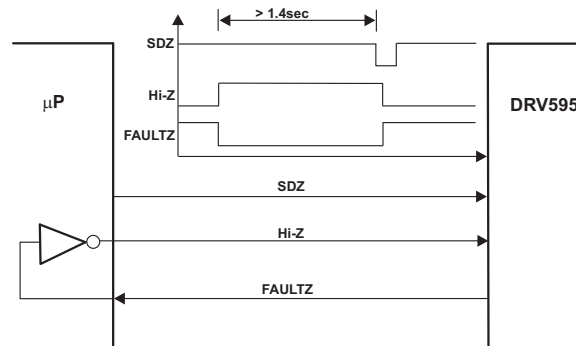 > 1.4sec
SDZ
Hi-Z
FAULTZ
μP
DRV595
SDZ
Hi-Z
FAULTZ